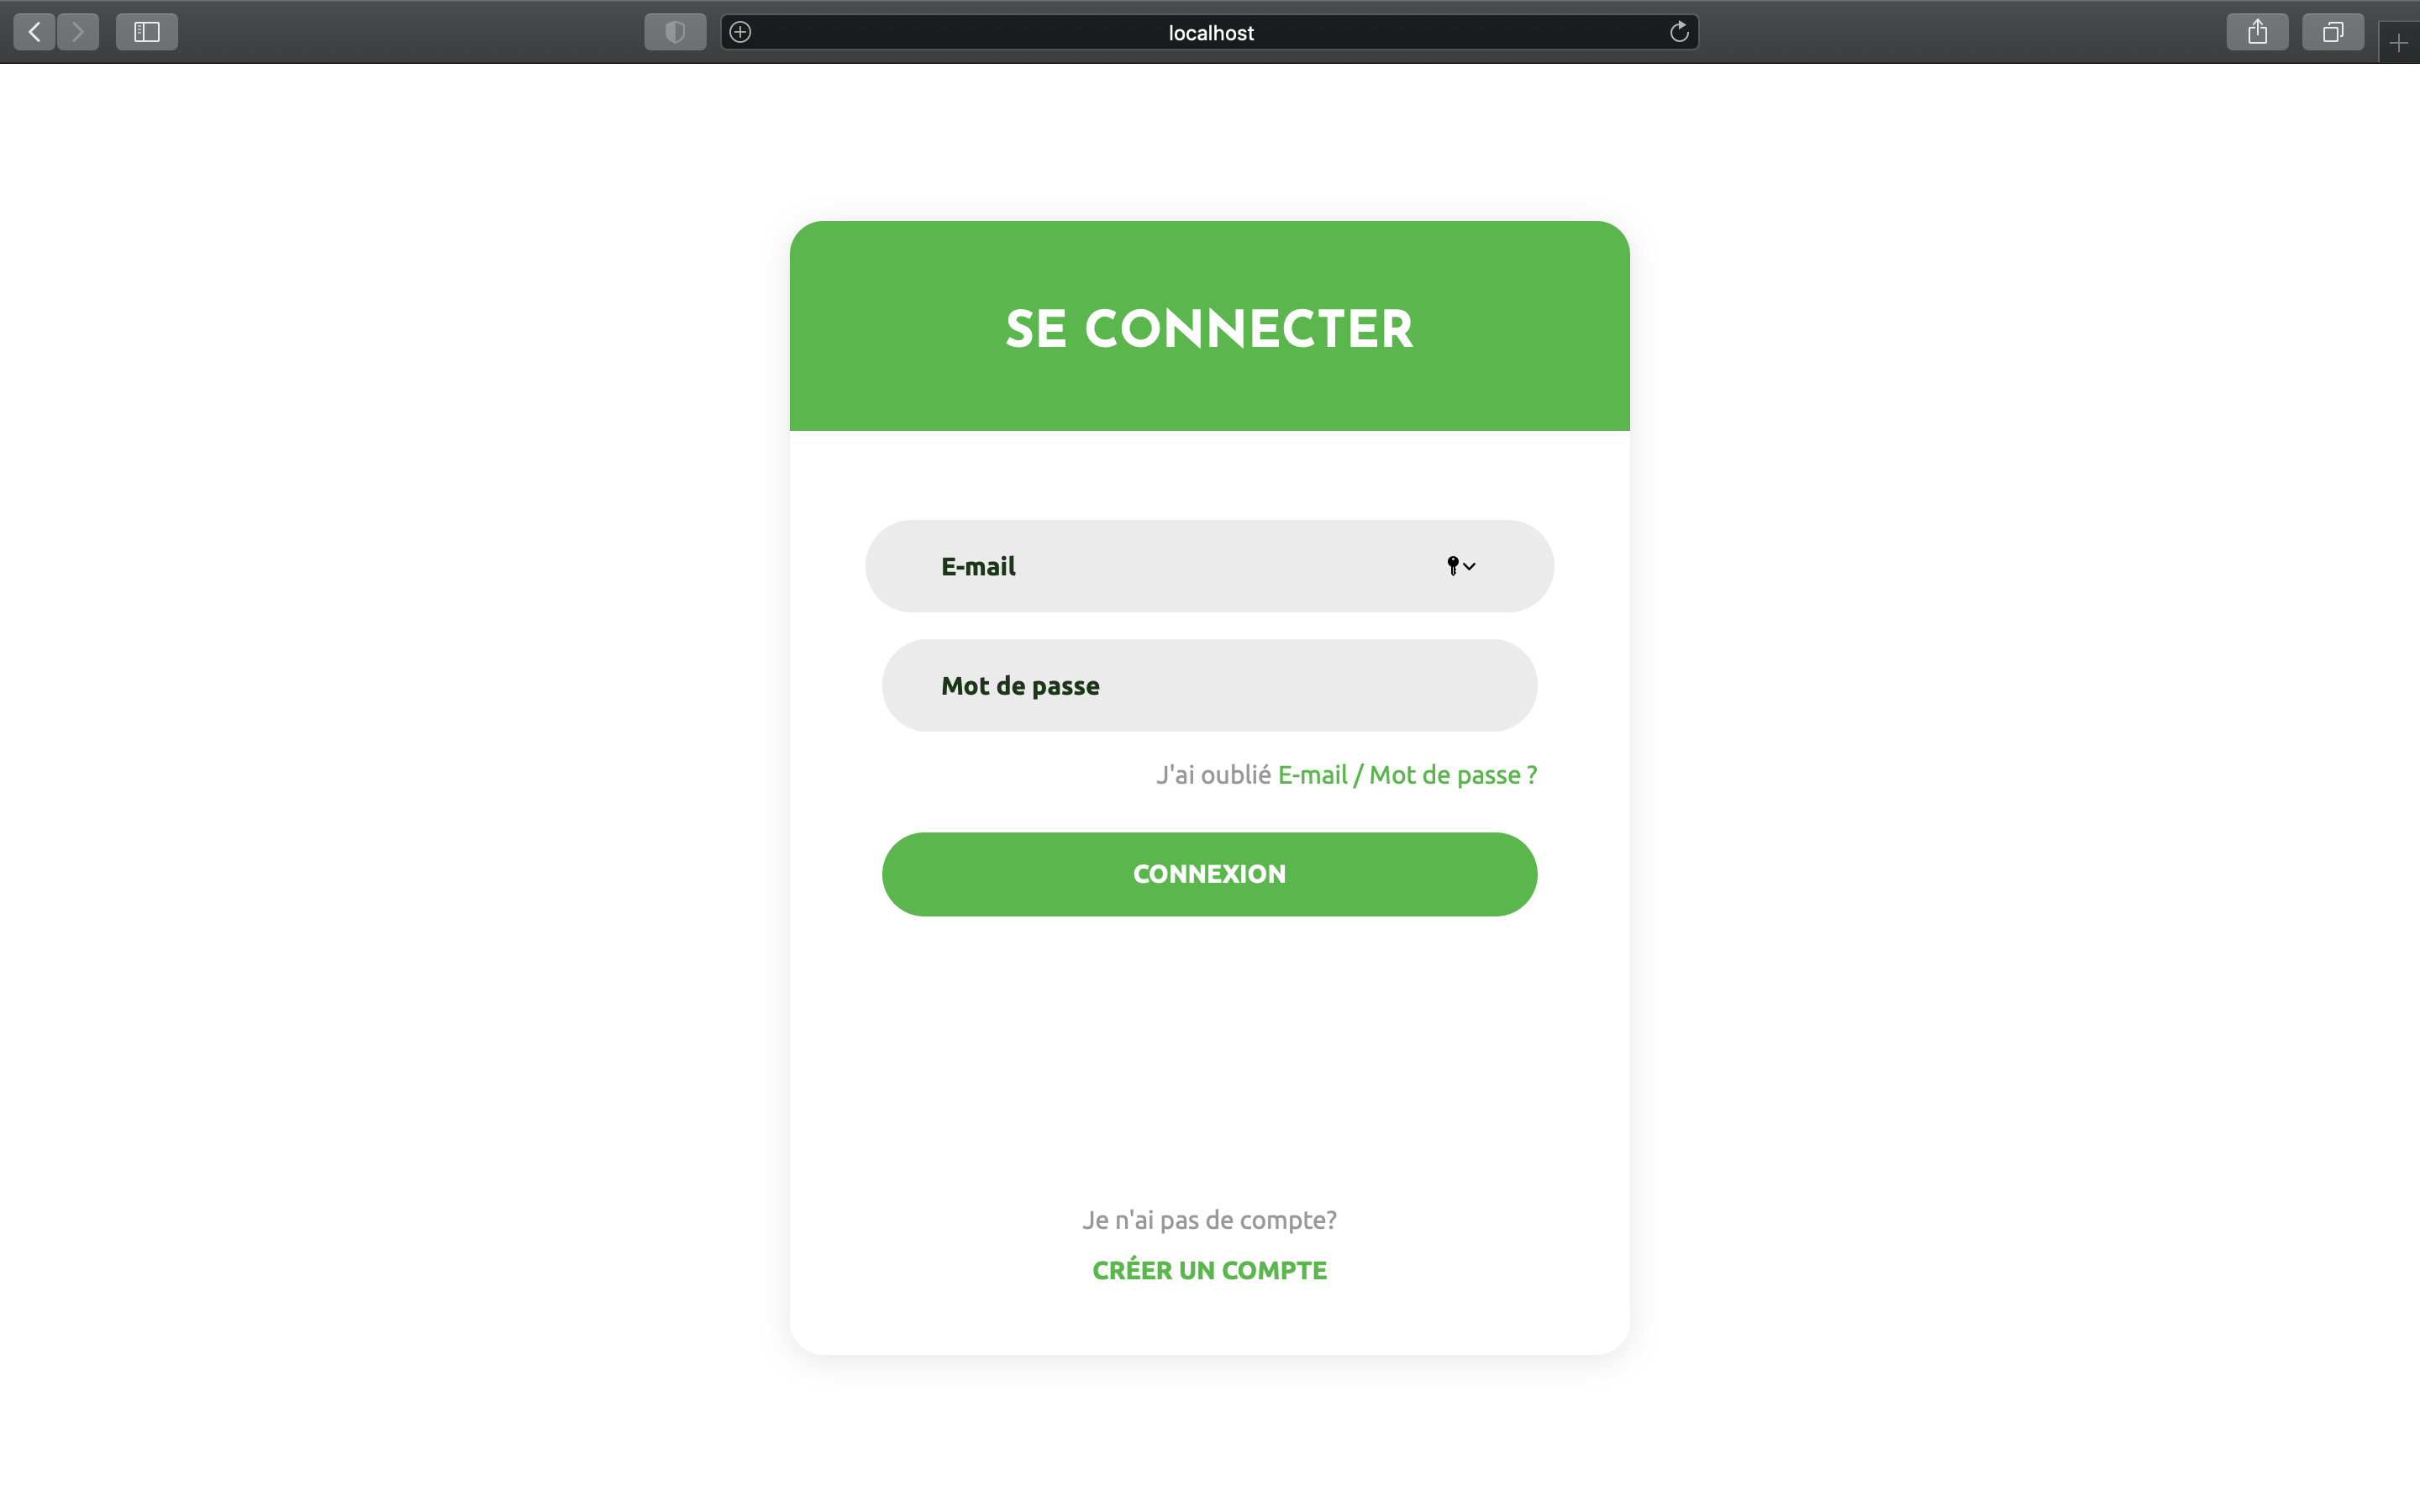 localhost
SE CONNECTER
E-mail
Mot de passe
J'ai oublié E-mail / Mot de passe ?
CONNEXION
Je n'ai pas de compte?
CRÉER UN COMPTE